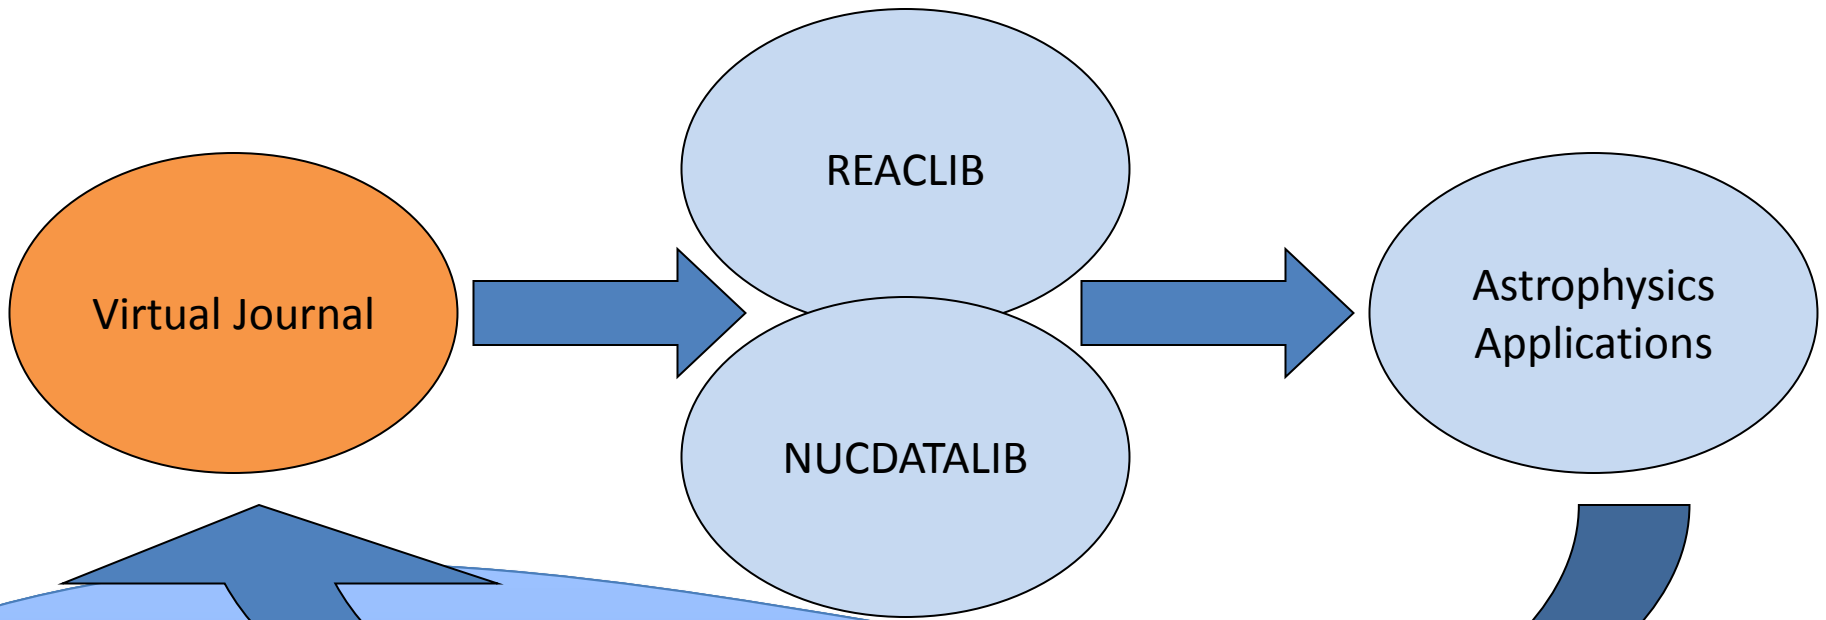 REACLIB
Virtual Journal
Astrophysics
Applications
NUCDATALIB